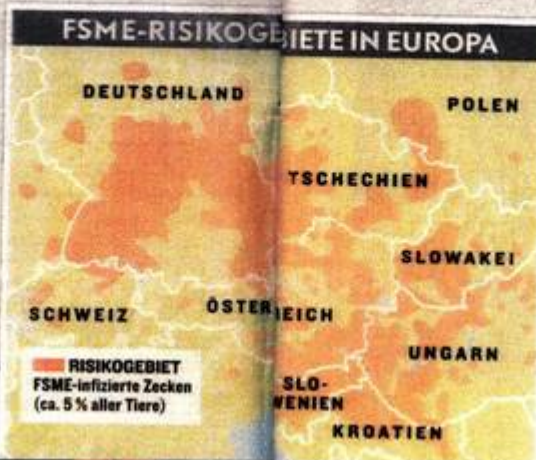 FSME-RISIKOGEBIETE IN EUROPA
DEUTSCHLAND
POLEN
TSCHECHIEN
SLOWAKEI
SCHWEIZ
ÖSTERREICH
UNGARN
RISIKOGEBIET
FSME-infizierte Zecken
(ca. 5 % aller Tiere)
SLO-
WENIEN
KROATIEN